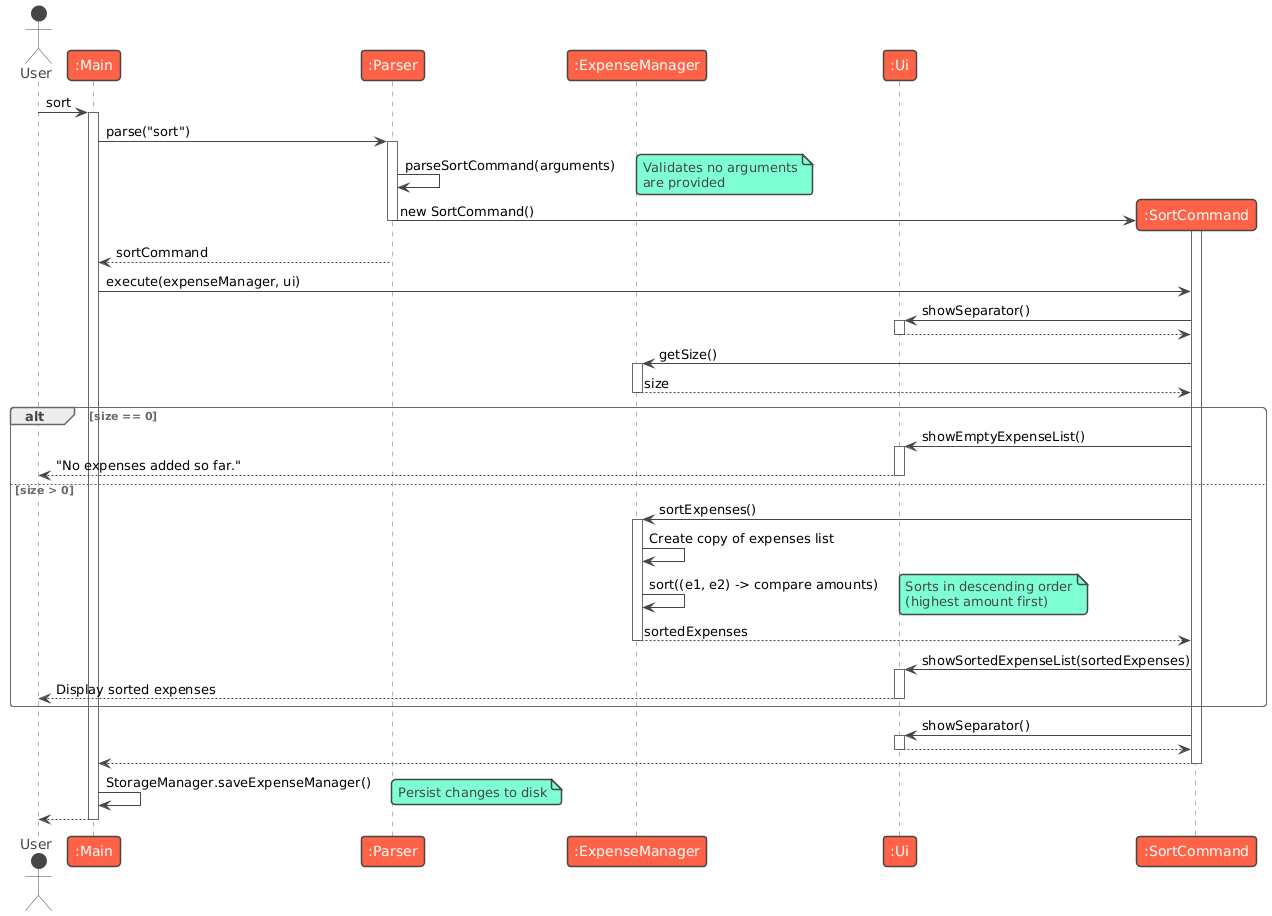 User
:Main
:Parser
:ExpenseManager
:Ui
sort
parse("sort")
parseSortCommand(arguments)
Validates no arguments
are provided
new SortCommand()
:SortCommand
sortCommand
execute(expenseManager, ui)
showSeparator()
getSize()
size
alt
[size == 0]
showEmptyExpenseList()
"No expenses added so far."
[size > 0]
sortExpenses()
Create copy of expenses list
sort((e1, e2) -> compare amounts)
Sorts in descending order
(highest amount first)
sortedExpenses
showSortedExpenseList(sortedExpenses)
Display sorted expenses
showSeparator()
StorageManager.saveExpenseManager()
Persist changes to disk
User
:Main
:Parser
:ExpenseManager
:Ui
:SortCommand